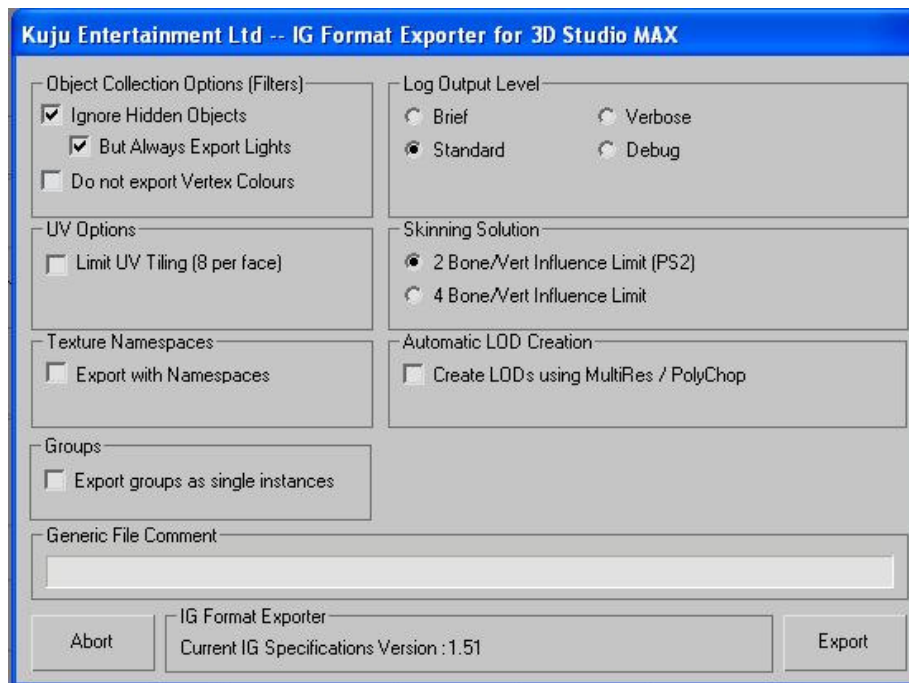 Kuju Entertainment Ltd -- IG Format Exporter for 3D Studio MAX
Object Collection Options (Filters)
Ignore Hidden Objects
But Always Export Lights
Do not export Vertex Colours
Log Output Level
Brief
Verbose
Standard
Debug
UV Options
Limit UV Tiling (8 per face)
Skinning Solution
2 Bone/Vert Influence Limit (PS2)
4 Bone/Vert Influence Limit
Texture Namespaces
Export with Namespaces
Automatic LOD Creation
Create LODs using MultiRes / PolyChop
Groups
Export groups as single instances
Generic File Comment
Abort
IG Format Exporter
Current IG Specifications Version : 1.51
Export